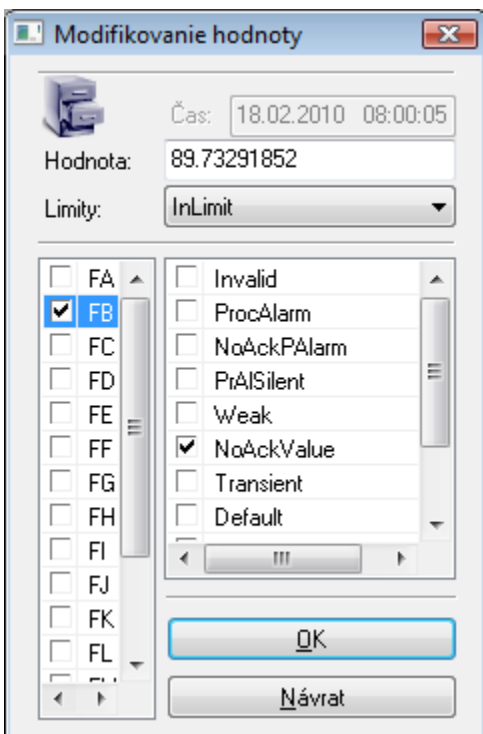 Modifikovanie hodnoty
Čas: 18.02.2010 08:00:05
Hodnota: 89.73291852
Limity: InLimit
FA
FB
FC
FD
FE
FF
FG
FH
FI
FJ
FK
FL
Invalid
ProcAlarm
NoAckPAlarm
PrAlSilent
Weak
NoAckValue
Transient
Default
OK
Návrat